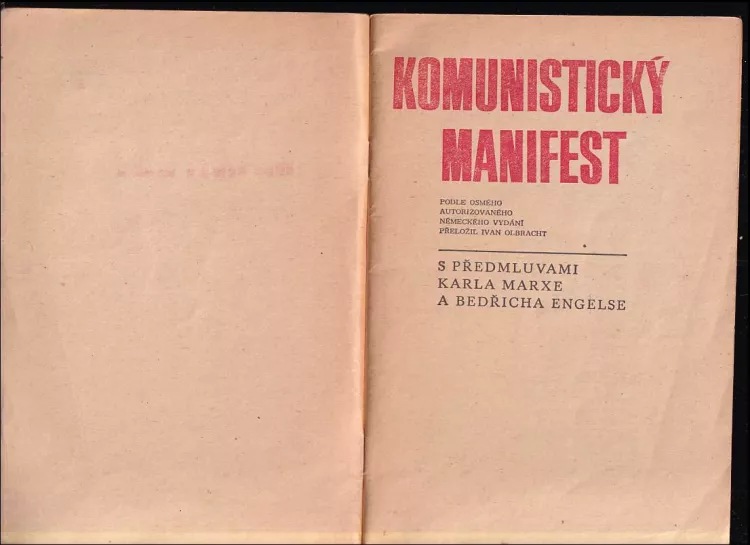 KOMUNISTICKÝ
MANIFEST
PODLE OSMÉHO
AUTORIZOVANÉHO
NĚMECKÉHO VYDÁNÍ
PŘELOŽIL IVAN OLBRACHT
S PŘEDMLUVAMI
KARLA MARXE
A BEDŘICHA ENGELSE